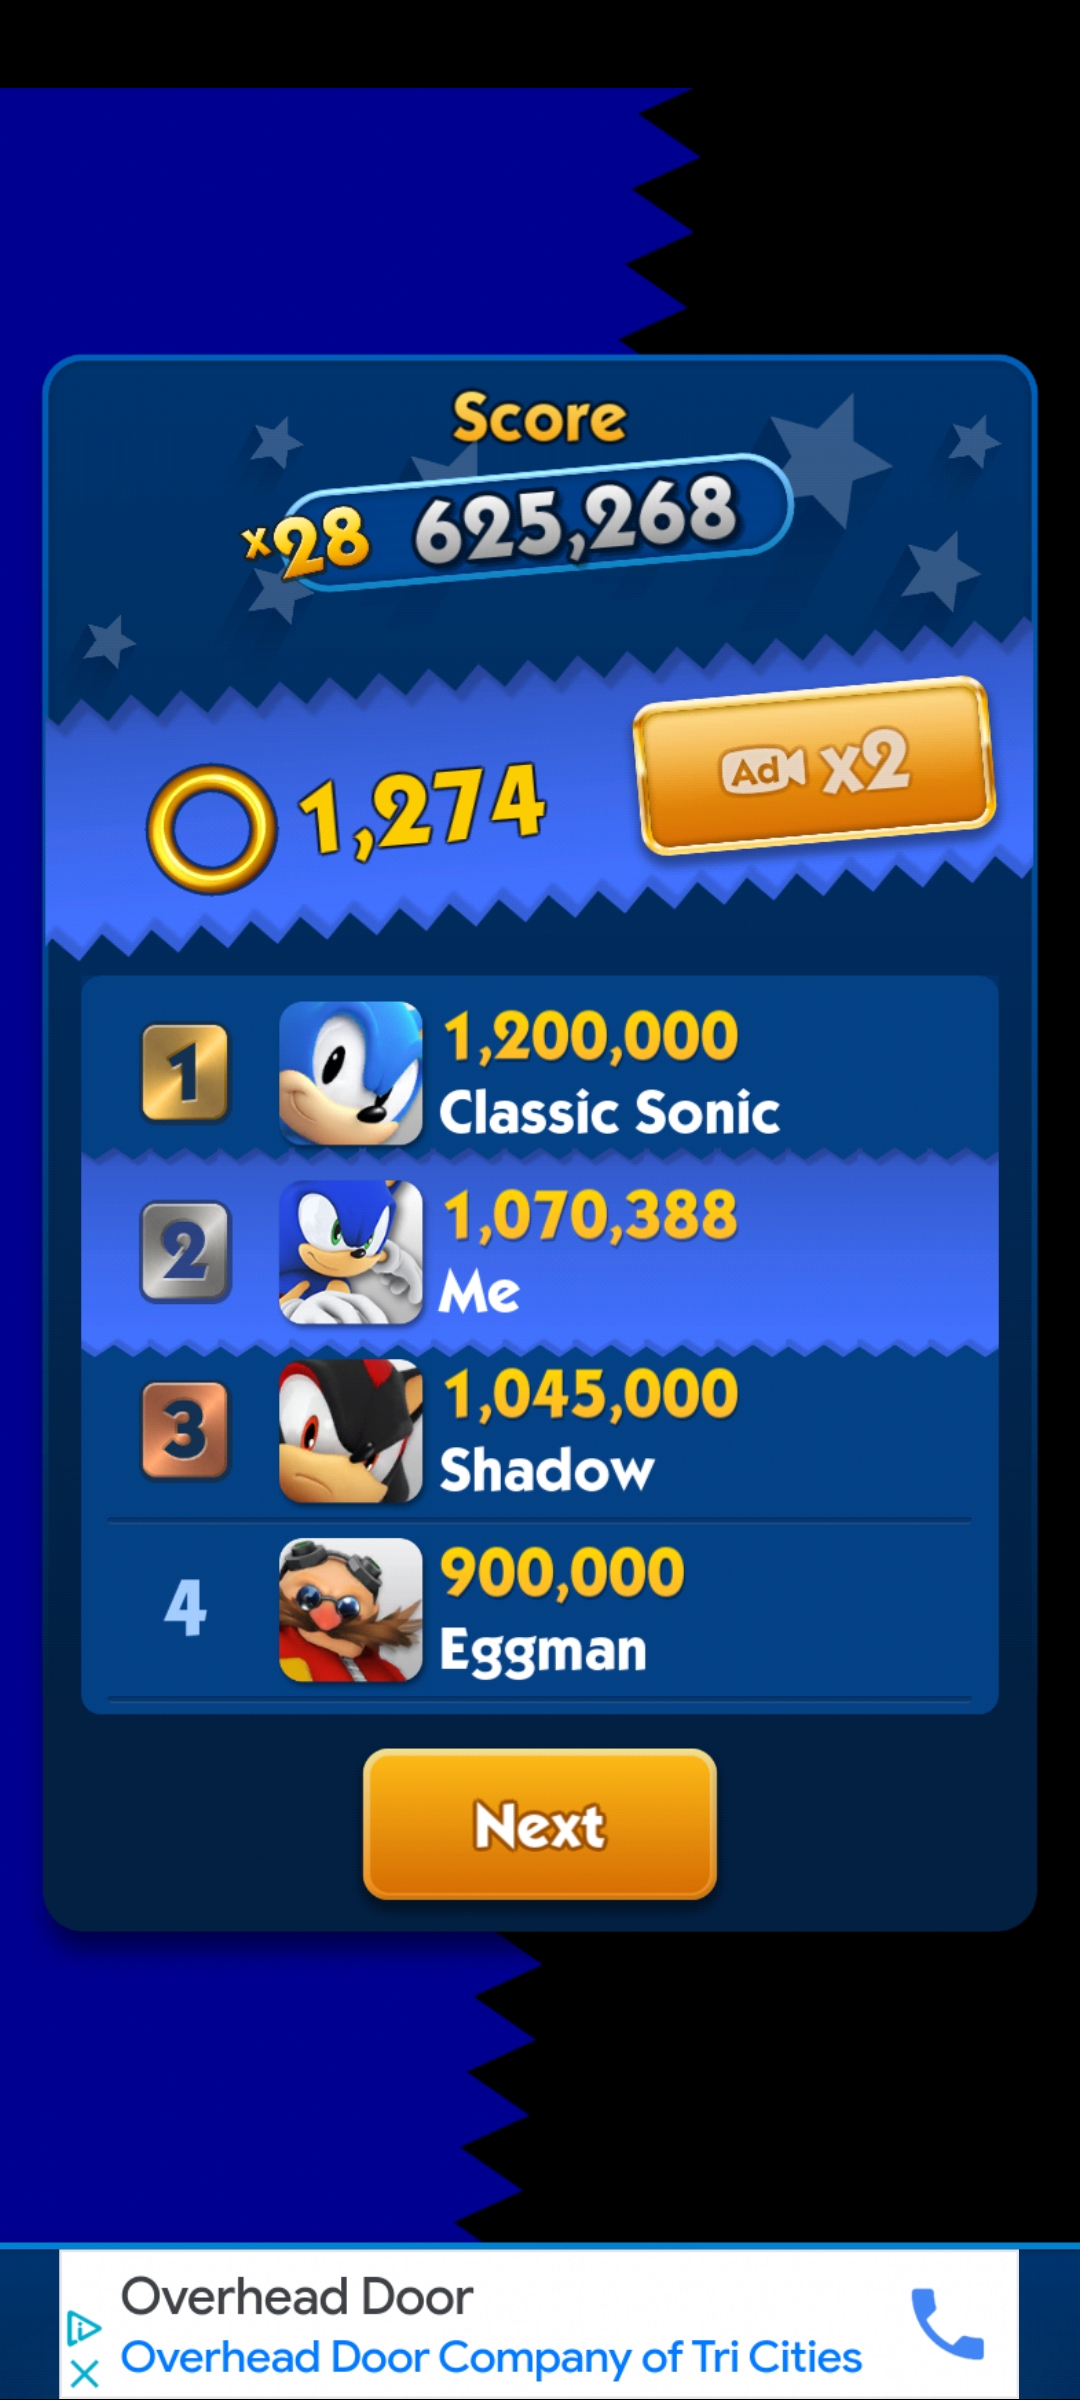 Score
x28 625,268
1,274
Ad x2
1 1,200,000
Classic Sonic
2 1,070,388
Me
3 1,045,000
Shadow
4 900,000
Eggman
Next
Overhead Door
Overhead Door Company of Tri Cities